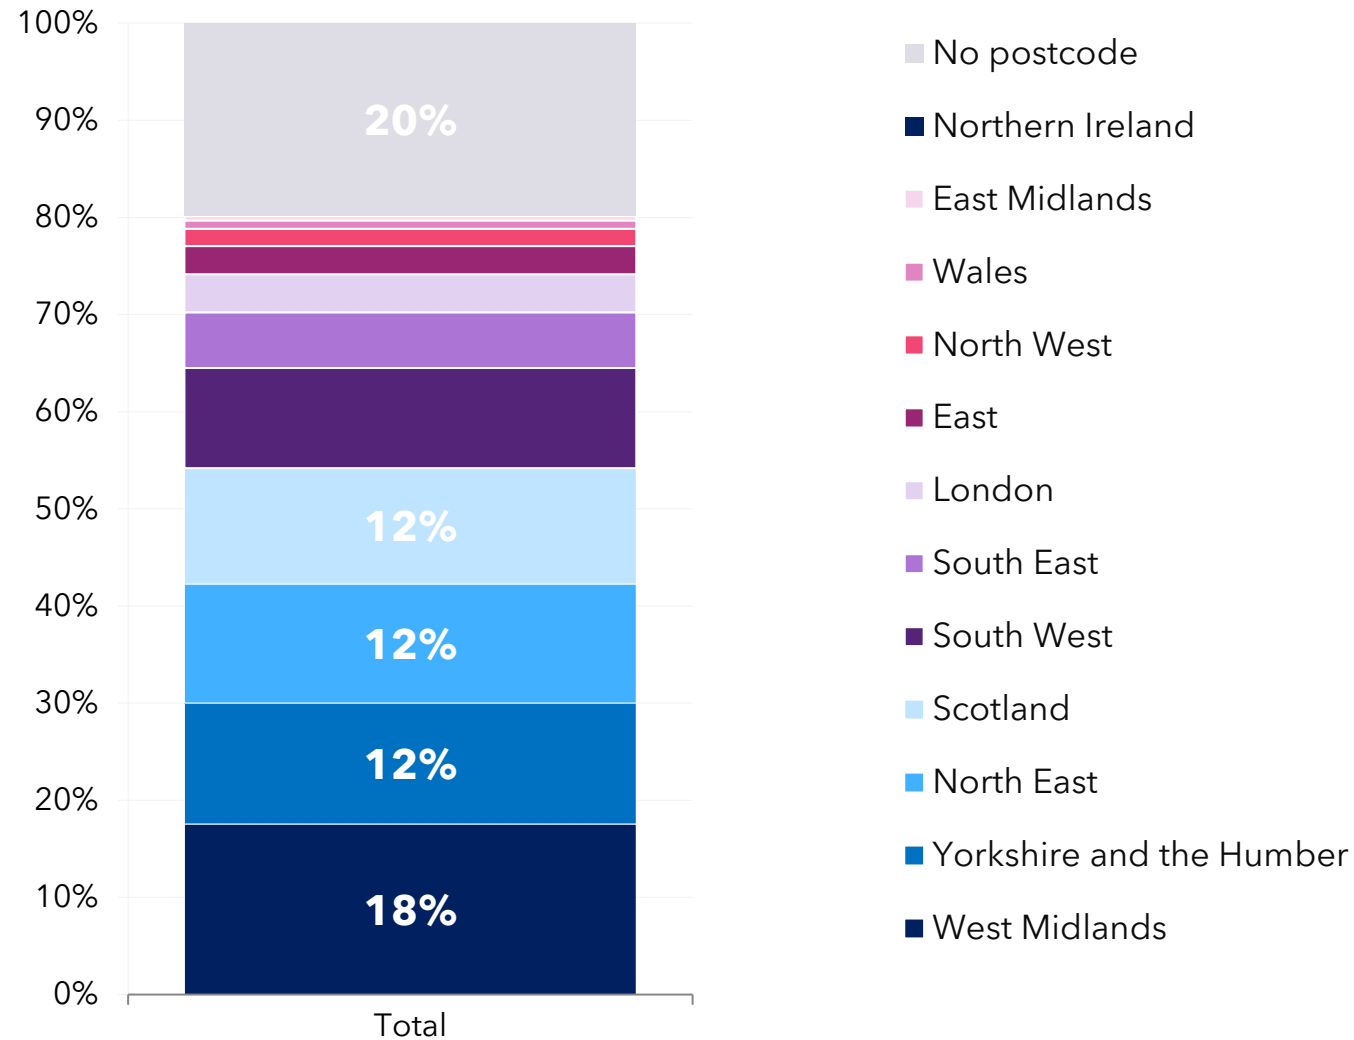 100%
90%
80%
70%
60%
50%
40%
30%
20%
10%
0%
20%
12%
12%
12%
18%
Total
No postcode
Northern Ireland
East Midlands
Wales
North West
East
London
South East
South West
Scotland
North East
Yorkshire and the Humber
West Midlands